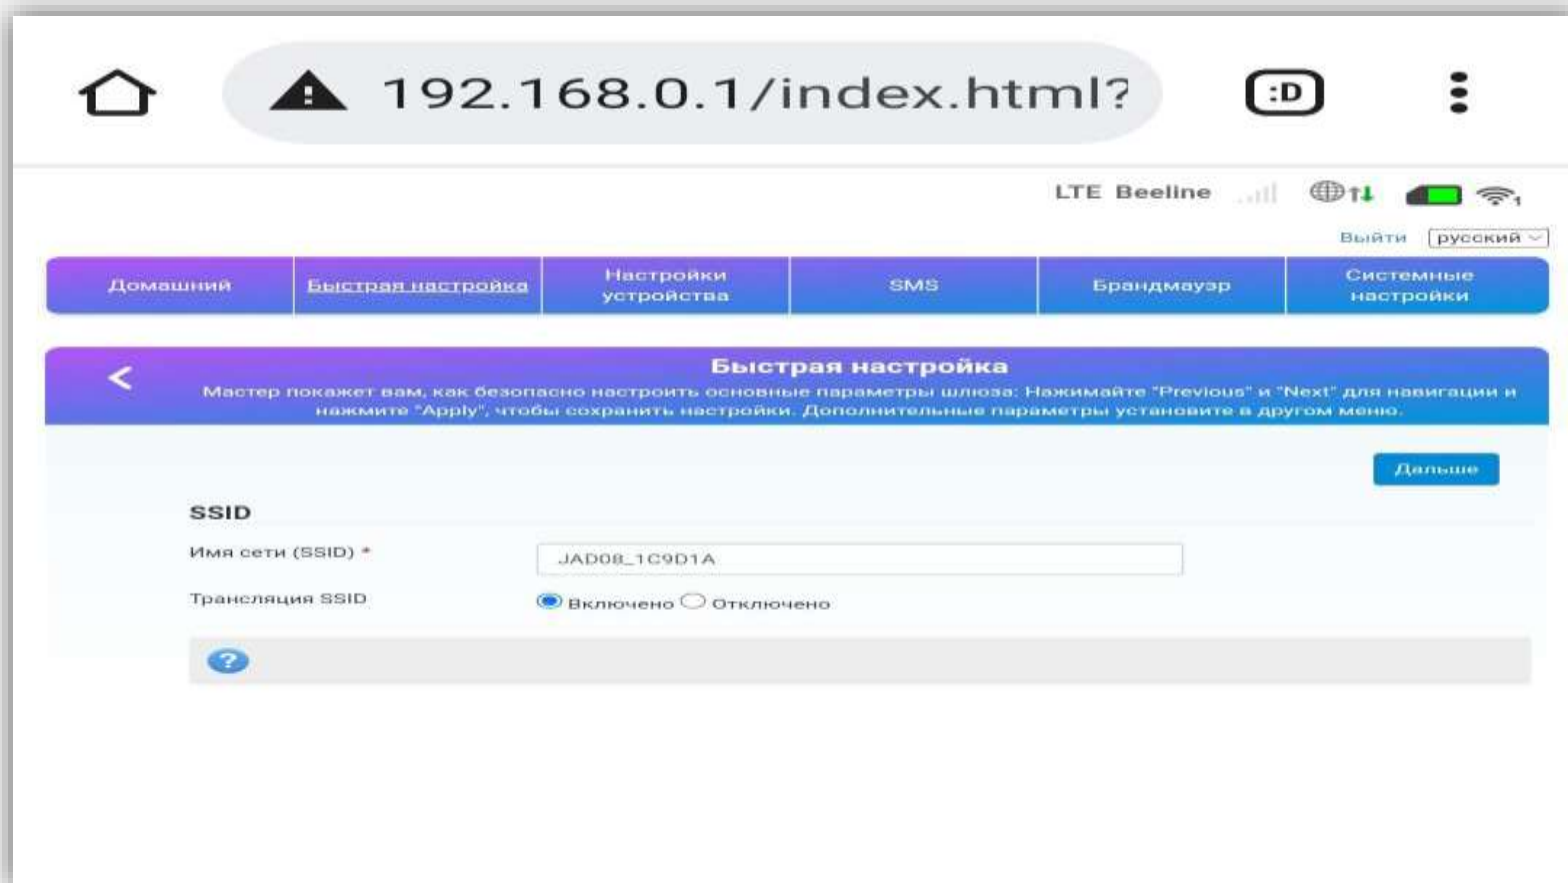 192.168.0.1/index.html?
:D
LTE Beeline
1
Выйти русский
Домашний
Быстрая настройка
Настройки
устройства
SMS
Брандмауэр
Системные
настройки
Быстрая настройка
Мастер покажет вам, как безопасно настроить основные параметры шлюза: Нажимайте "Previous" и "Next" для навигации и
нажмите "Apply", чтобы сохранить настройки. Дополнительные параметры установите в другом меню.
Дальше
SSID
Имя сети (SSID) *
JAD08_1C9D1A
Трансляция SSID
Включено Отключено
?